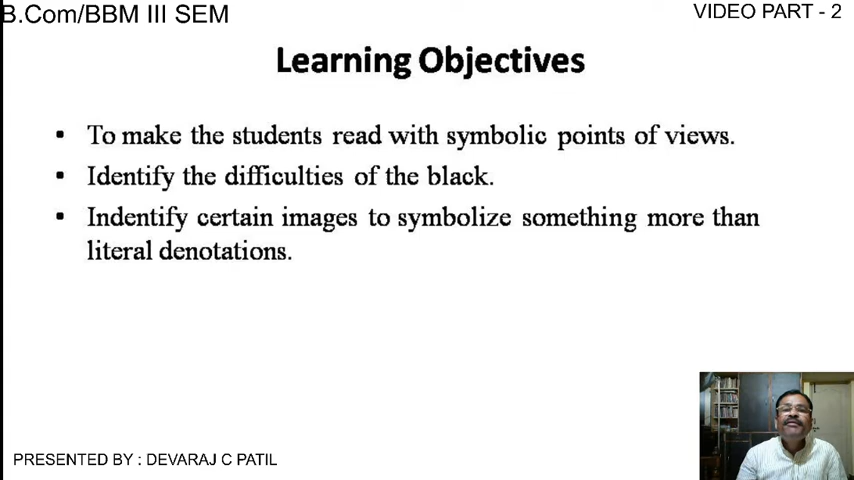 B.Com/BBM III SEM
VIDEO PART - 2
Learning Objectives
▪ To make the students read with symbolic points of views.
▪ Identify the difficulties of the black.
▪ Indentify certain images to symbolize something more than
literal denotations.
PRESENTED BY : DEVARAJ C PATIL